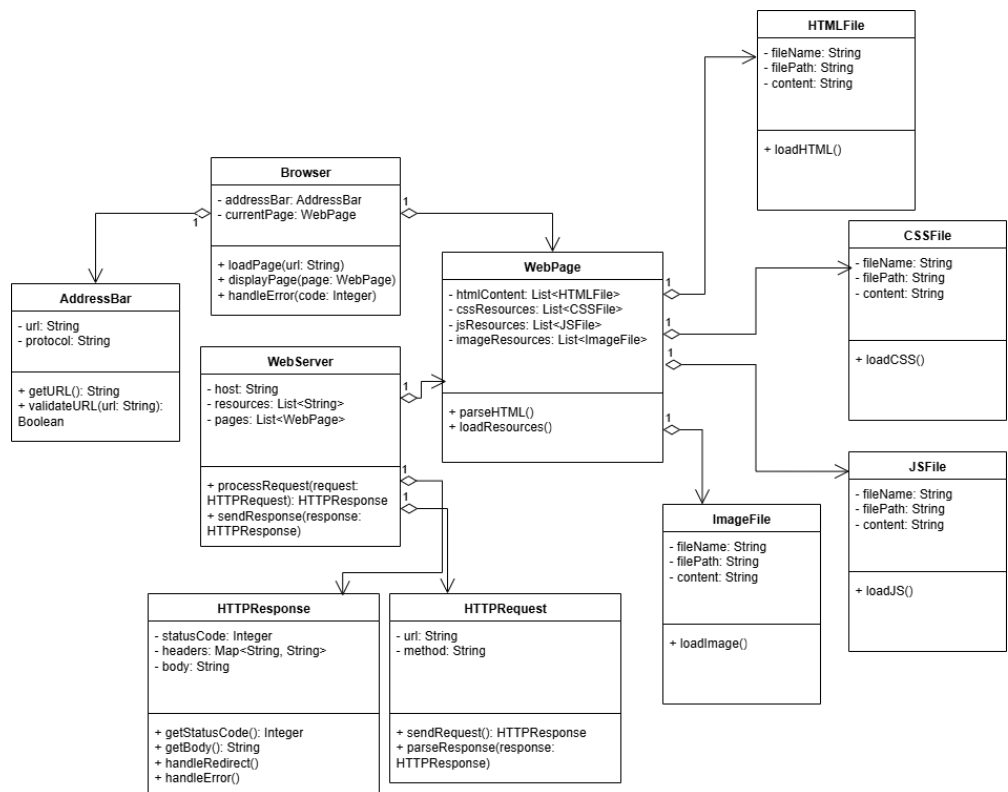 HTMLFile
- fileName: String
- filePath: String
- content: String
+ loadHTML()
Browser
- addressBar: AddressBar
- currentPage: WebPage
+ loadPage(url: String)
+ displayPage(page: WebPage)
+ handleError(code: Integer)
1
1
AddressBar
- url: String
- protocol: String
+ getURL(): String
+ validateURL(url: String):
Boolean
WebPage
- htmlContent: List<HTMLFile>
- cssResources: List<CSSFile>
- jsResources: List<JSFile>
- imageResources: List<ImageFile>
+ parseHTML()
+ loadResources()
1
1
1
1
CSSFile
- fileName: String
- filePath: String
- content: String
+ loadCSS()
WebServer
- host: String
- resources: List<String>
- pages: List<WebPage>
+ processRequest(request:
HTTPRequest): HTTPResponse
+ sendResponse(response:
HTTPResponse)
1
1
1
JSFile
- fileName: String
- filePath: String
- content: String
+ loadJS()
ImageFile
- fileName: String
- filePath: String
- content: String
+ loadImage()
HTTPResponse
- statusCode: Integer
- headers: Map<String, String>
- body: String
+ getStatusCode(): Integer
+ getBody(): String
+ handleRedirect()
+ handleError()
HTTPRequest
- url: String
- method: String
+ sendRequest(): HTTPResponse
+ parseResponse(response:
HTTPResponse)